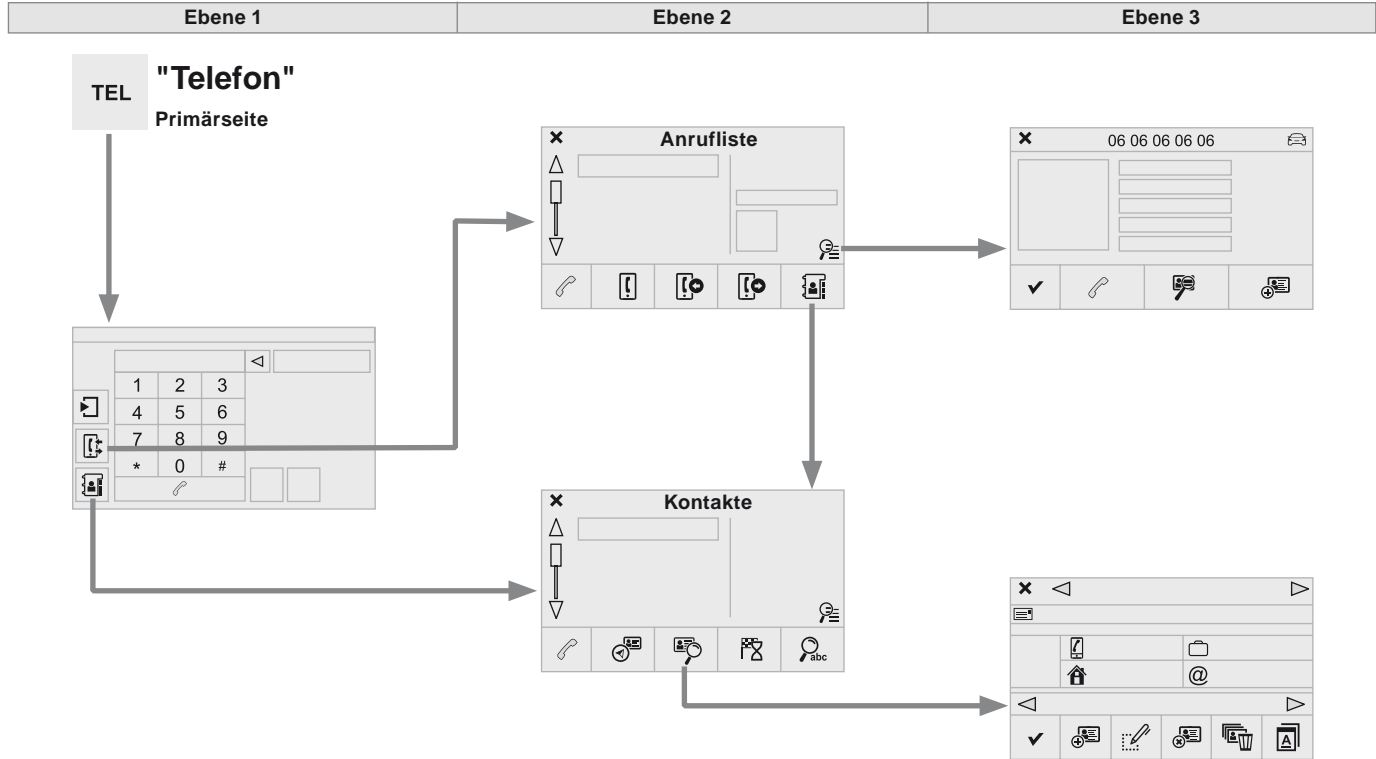 Ebene 1
Ebene 2
Ebene 3
TEL
"Telefon"
Primärseite
Anrufliste
06 06 06 06 06
1 2 3
4 5 6
7 8 9
* 0 #
Kontakte
abc
@
A